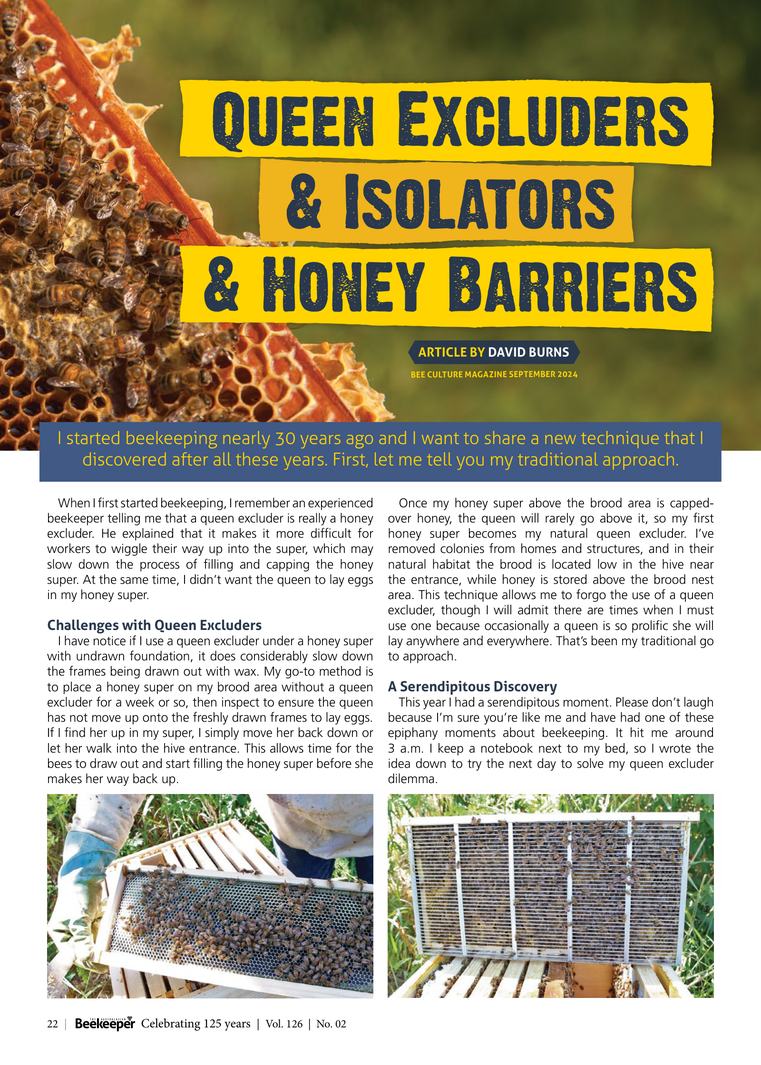 QUEEN EXCLUDERS
& ISOLATORS
& HONEY BARRIERS
ARTICLE BY DAVID BURNS
BEE CULTURE MAGAZINE SEPTEMBER 2024
I started beekeeping nearly 30 years ago and I want to share a new technique that I
discovered after all these years. First, let me tell you my traditional approach.
When I first started beekeeping, I remember an experienced
beekeeper telling me that a queen excluder is really a honey
excluder. He explained that it makes it more difficult for
workers to wiggle their way up into the super, which may
slow down the process of filling and capping the honey
super. At the same time, I didn't want the queen to lay eggs
in my honey super.
Challenges with Queen Excluders
I have notice if I use a queen excluder under a honey super
with undrawn foundation, it does considerably slow down
the frames being drawn out with wax. My go-to method is
to place a honey super on my brood area without a queen
excluder for a week or so, then inspect to ensure the queen
has not move up onto the freshly drawn frames to lay eggs.
If I find her up in my super, I simply move her back down or
let her walk into the hive entrance. This allows time for the
bees to draw out and start filling the honey super before she
makes her way back up.
Once my honey super above the brood area is capped-
over honey, the queen will rarely go above it, so my first
honey super becomes my natural queen excluder. I've
removed colonies from homes and structures, and in their
natural habitat the brood is located low in the hive near
the entrance, while honey is stored above the brood nest
area. This technique allows me to forgo the use of a queen
excluder, though I will admit there are times when I must
use one because occasionally a queen is so prolific she will
lay anywhere and everywhere. That's been my traditional go
to approach.
A Serendipitous Discovery
This year I had a serendipitous moment. Please don't laugh
because I'm sure you're like me and have had one of these
epiphany moments about beekeeping. It hit me around
3 a.m. I keep a notebook next to my bed, so I wrote the
idea down to try the next day to solve my queen excluder
dilemma.
22 | Beekeeper Celebrating 125 years | Vol. 126 | No. 02